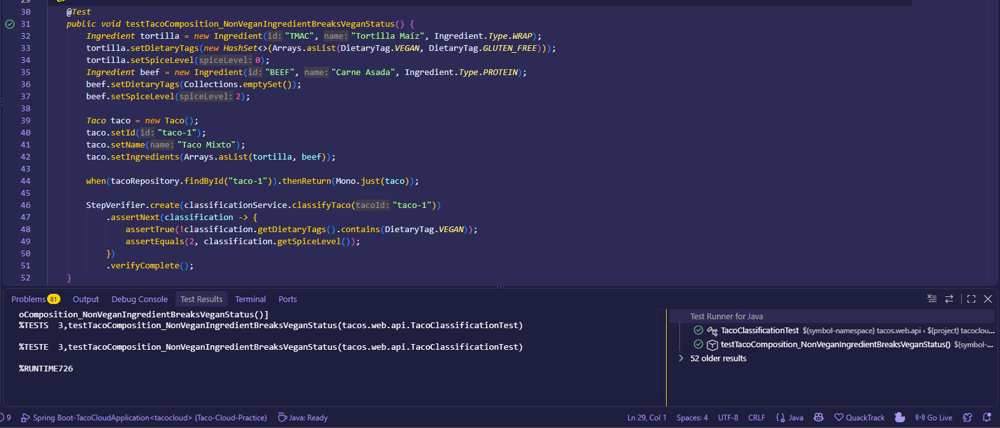 29
30 @Test
31 public void testTacoComposition_NonVeganIngredientBreaksVeganStatus() {
32 Ingredient tortilla = new Ingredient(id: "TMAC", name: "Tortilla Maíz", Ingredient.Type.WRAP);
33 tortilla.setDietaryTags(new HashSet<>(Arrays.asList(DietaryTag.VEGAN, DietaryTag.GLUTEN_FREE)));
34 tortilla.setSpiceLevel(spiceLevel: 0);
35 Ingredient beef = new Ingredient(id: "BEEF", name: "Carne Asada", Ingredient.Type.PROTEIN);
36 beef.setDietaryTags(Collections.emptySet());
37 beef.setSpiceLevel(spiceLevel: 2);
38
39 Taco taco = new Taco();
40 taco.setId(id: "taco-1");
41 taco.setName(name: "Taco Mixto");
42 taco.setIngredients(Arrays.asList(tortilla, beef));
43
44 when(tacoRepository.findById("taco-1")).thenReturn(Mono.just(taco));
45
46 StepVerifier.create(classificationService.classifyTaco(tacoId: "taco-1"))
47 .assertNext(classification -> {
48 assertTrue(!classification.getDietaryTags().contains(DietaryTag.VEGAN));
49 assertEquals(2, classification.getSpiceLevel());
50 })
51 .verifyComplete();
52 }
Problems 81 Output Debug Console Test Results Terminal Ports
oComposition_NonVeganIngredientBreaksVeganStatus()]
%TESTS 3,testTacoComposition_NonVeganIngredientBreaksVeganStatus(tacos.web.api.TacoClassificationTest)
%TESTE 3,testTacoComposition_NonVeganIngredientBreaksVeganStatus(tacos.web.api.TacoClassificationTest)
%RUNTIME726
Test Runner for Java
TacoClassificationTest $(symbol-namespace) tacos.web.api < $(project) tacoclou...
testTacoComposition_NonVeganIngredientBreaksVeganStatus() $(symbol-...
52 older results
9 Spring Boot-TacoCloudApplication<tacocloud> (Taco-Cloud-Practice) Java: Ready Ln 29, Col 1 Spaces: 4 UTF-8 CRLF Java QuackTrack Go Live